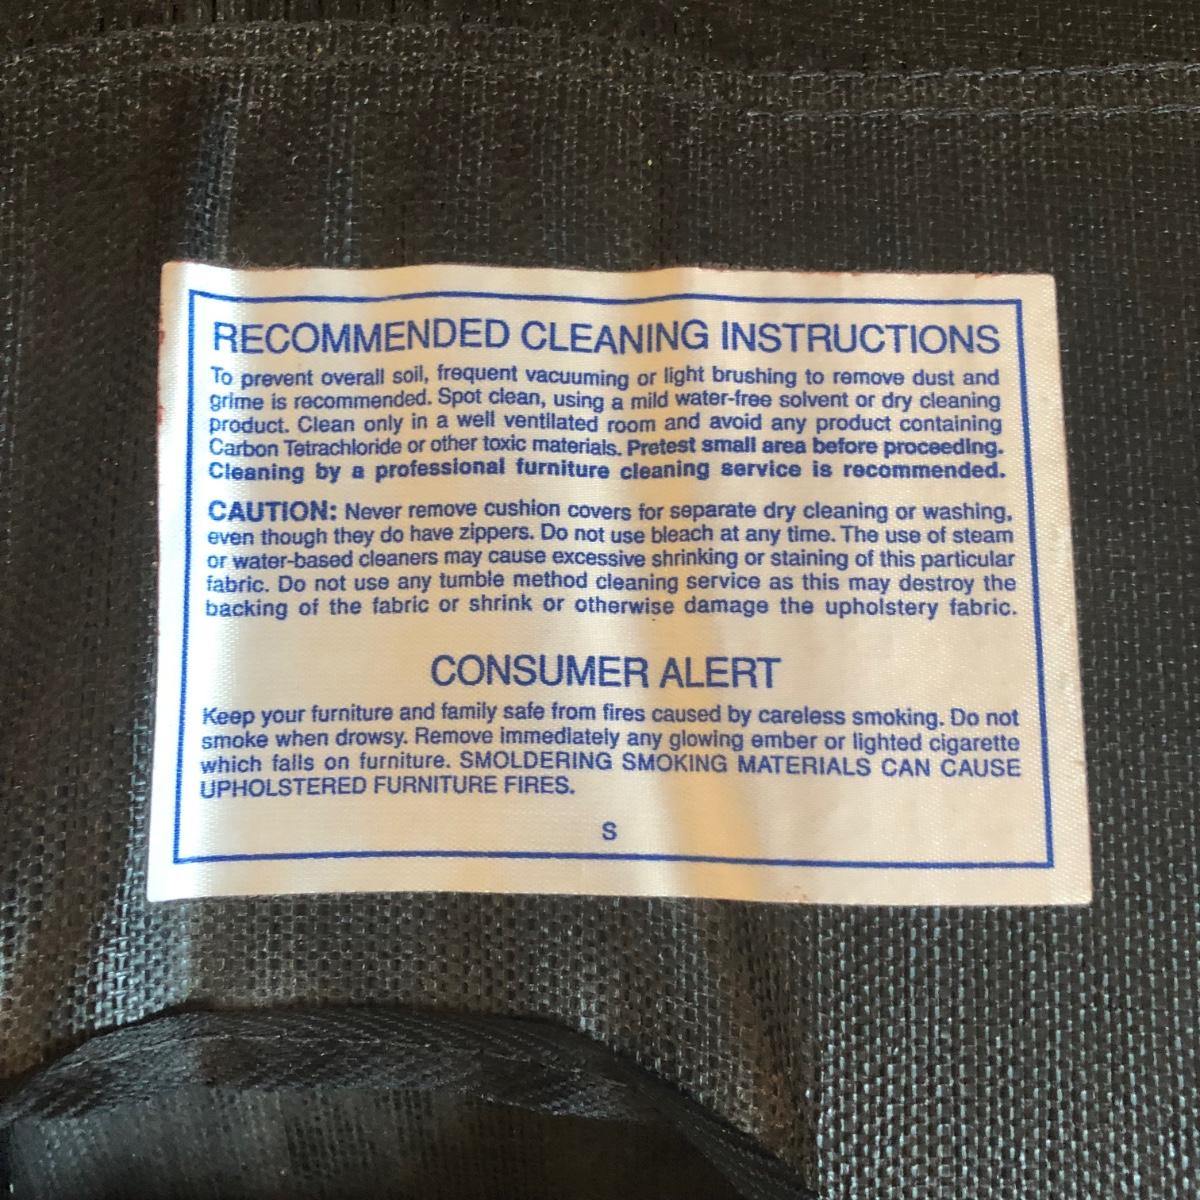 RECOMMENDED CLEANING INSTRUCTIONS
To prevent overall soil, frequent vacuuming or light brushing to remove dust and
grime is recommended. Spot clean, using a mild water-free solvent or dry cleaning
product. Clean only in a well ventilated room and avoid any product containing
Carbon Tetrachloride or other toxic materials. Pretest small area before proceeding.
Cleaning by a professional furniture cleaning service is recommended.
CAUTION: Never remove cushion covers for separate dry cleaning or washing,
even though they do have zippers. Do not use bleach at any time. The use of steam
or water-based cleaners may cause excessive shrinking or staining of this particular
fabric. Do not use any tumble method cleaning service as this may destroy the
backing of the fabric or shrink or otherwise damage the upholstery fabric.
CONSUMER ALERT
Keep your furniture and family safe from fires caused by careless smoking. Do not
smoke when drowsy. Remove immediately any glowing ember or lighted cigarette
which falls on furniture. SMOLDERING SMOKING MATERIALS CAN CAUSE
UPHOLSTERED FURNITURE FIRES.
S